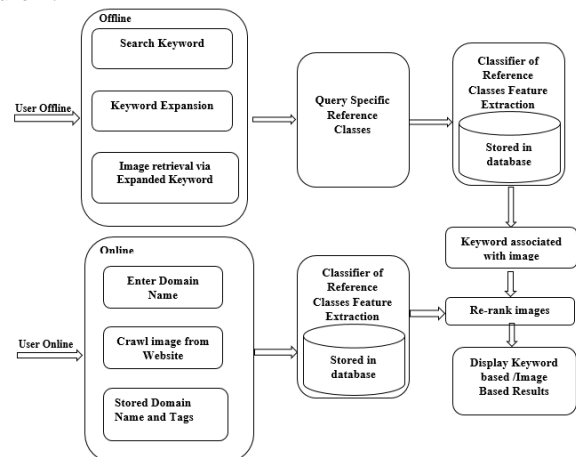 Offline
Search Keyword
User Offline
Keyword Expansion
Image retrieval via
Expanded Keyword
Query Specific
Reference
Classes
Classifier of
Reference
Classes Feature
Extraction
Stored in
database
Keyword associated
with image
Re-rank images
Display Keyword
based /Image
Based Results
Online
Enter Domain
Name
User Online
Crawl image from
Website
Stored Domain
Name and Tags
Classifier of
Reference
Classes Feature
Extraction
Stored in
database